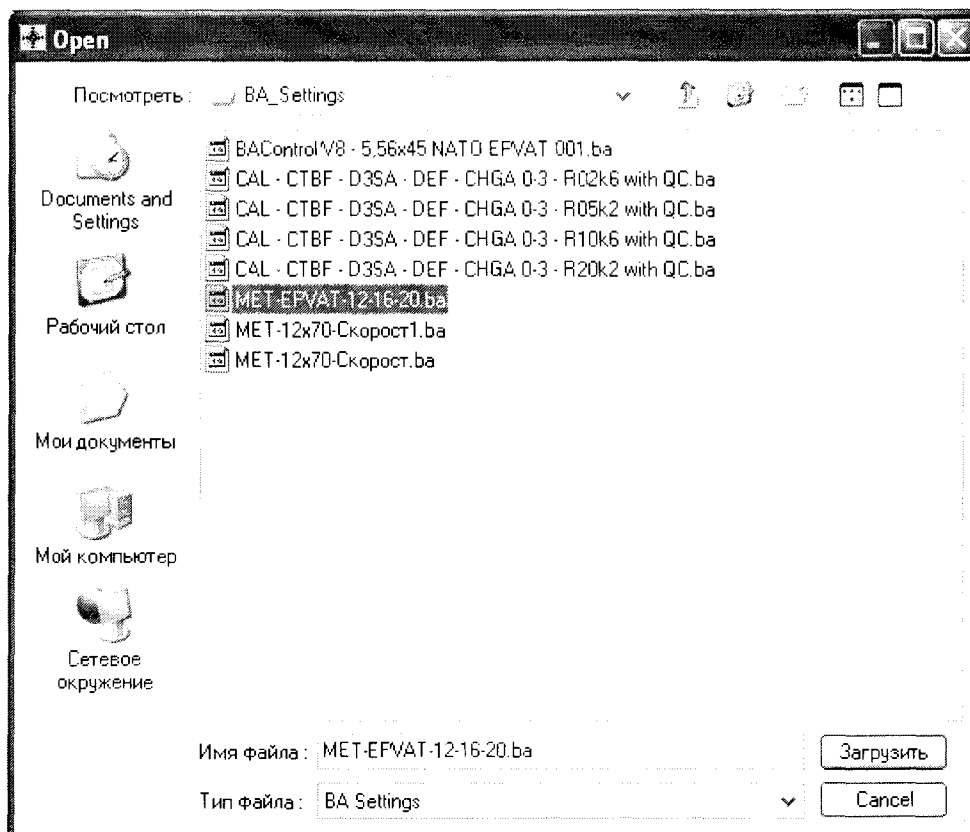 Open
Посмотреть : BA_Settings
BAControl V8 - 5,56x45 NATO EPVAT 001.ba
CAL - CTBF - D3SA - DEF - CHGA 0-3 - R02k6 with QC.ba
CAL - CTBF - D3SA - DEF - CHGA 0-3 - R05k2 with QC.ba
CAL - CTBF - D3SA - DEF - CHGA 0-3 - R10k6 with QC.ba
CAL - CTBF - D3SA - DEF - CHGA 0-3 - R20k2 with QC.ba
MET-EPVAT-12-16-20.ba
MET-12x70-Скорост1.ba
MET-12x70-Скорост.ba
Documents and
Settings
Рабочий стол
Мои документы
Мой компьютер
Сетевое
окружение
Имя файла : MET-EPVAT-12-16-20.ba
Загрузить
Тип файла : BA Settings
Cancel